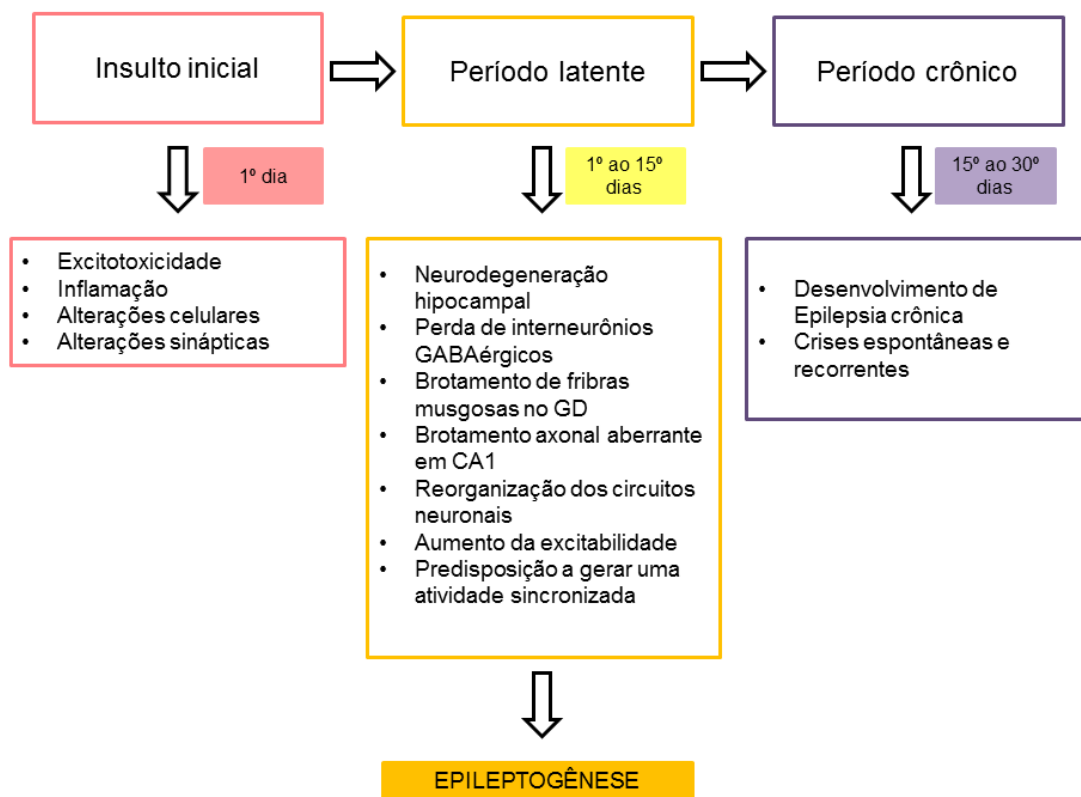 Insulto inicial
Período latente
Período crônico
1º dia
1º ao 15º
dias
15º ao 30º
dias
• Excitotoxicidade
• Inflamação
• Alterações celulares
• Alterações sinápticas
• Neurodegeneração
hipocampal
• Perda de interneurônios
GABAérgicos
• Brotamento de fribras
musgosas no GD
• Brotamento axonal aberrante
em CA1
• Reorganização dos circuitos
neuronais
• Aumento da excitabilidade
• Predisposição a gerar uma
atividade sincronizada
• Desenvolvimento de
Epilepsia crônica
• Crises espontâneas e
recorrentes
EPILEPTOGÊNESE